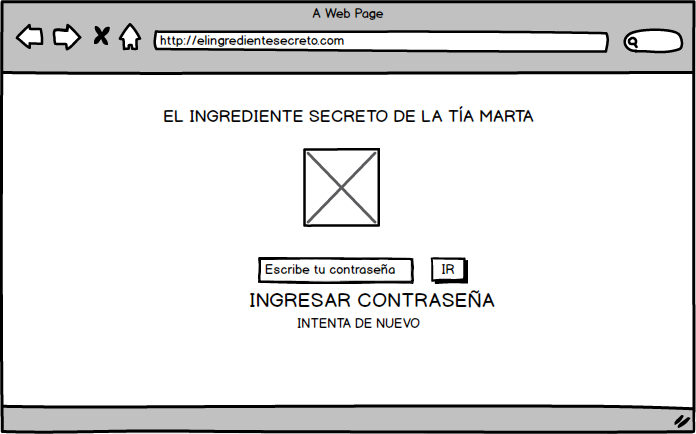 A Web Page
http://elingredientesecreto.com
EL INGREDIENTE SECRETO DE LA TÍA MARTA
Escribe tu contraseña
IR
INGRESAR CONTRASEÑA
INTENTA DE NUEVO